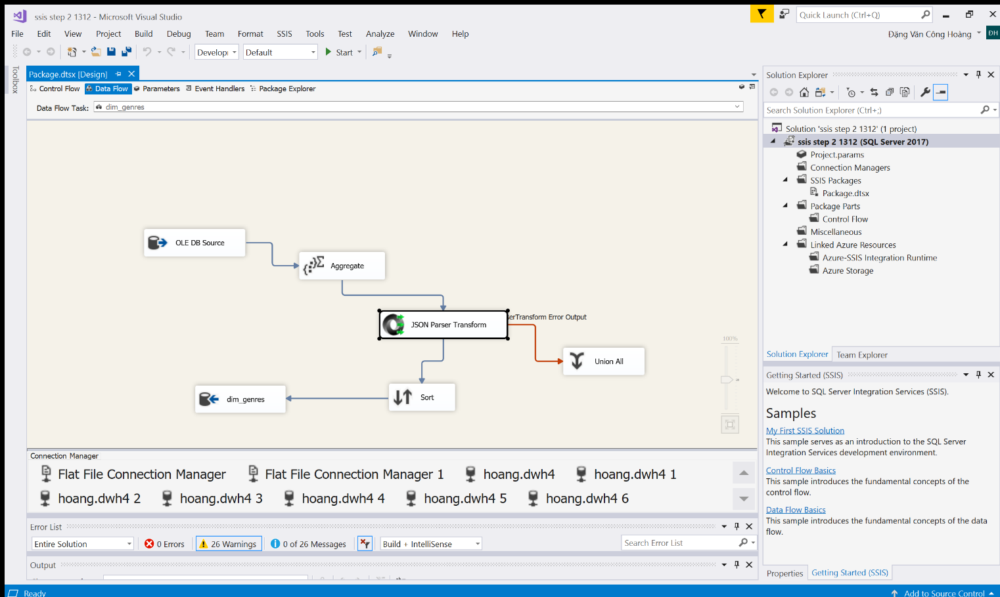 ssis step 2 1312 - Microsoft Visual Studio
Quick Launch (Ctrl+Q)
File Edit View Project Build Debug Team Format SSIS Tools Test Analyze Window Help
Đặng Văn Công Hoàng DH
Develop Default Start
Toolbox
Package.dtsx [Design]
Control Flow Data Flow Parameters Event Handlers Package Explorer
Data Flow Task: dim_genres
OLE DB Source
Aggregate
JSON Parser Transform
serTransform Error Output
Union All
Sort
dim_genres
100%
Connection Manager
Flat File Connection Manager Flat File Connection Manager 1 hoang.dwh4 hoang.dwh4 1
hoang.dwh4 2 hoang.dwh4 3 hoang.dwh4 4 hoang.dwh4 5 hoang.dwh4 6
Error List
Entire Solution 0 Errors 26 Warnings 0 of 26 Messages Build + IntelliSense Search Error List
Output
Solution Explorer
Search Solution Explorer (Ctrl+;)
Solution 'ssis step 2 1312' (1 project)
ssis step 2 1312 (SQL Server 2017)
Project.params
Connection Managers
SSIS Packages
Package.dtsx
Package Parts
Control Flow
Miscellaneous
Linked Azure Resources
Azure-SSIS Integration Runtime
Azure Storage
Solution Explorer Team Explorer
Getting Started (SSIS)
Welcome to SQL Server Integration Services (SSIS).
Samples
My First SSIS Solution
This sample serves as an introduction to the SQL Server
Integration Services development environment.
Control Flow Basics
This sample introduces the fundamental concepts of the
control flow.
Data Flow Basics
This sample introduces the fundamental concepts of the data
flow.
Properties Getting Started (SSIS)
Ready
Add to Source Control